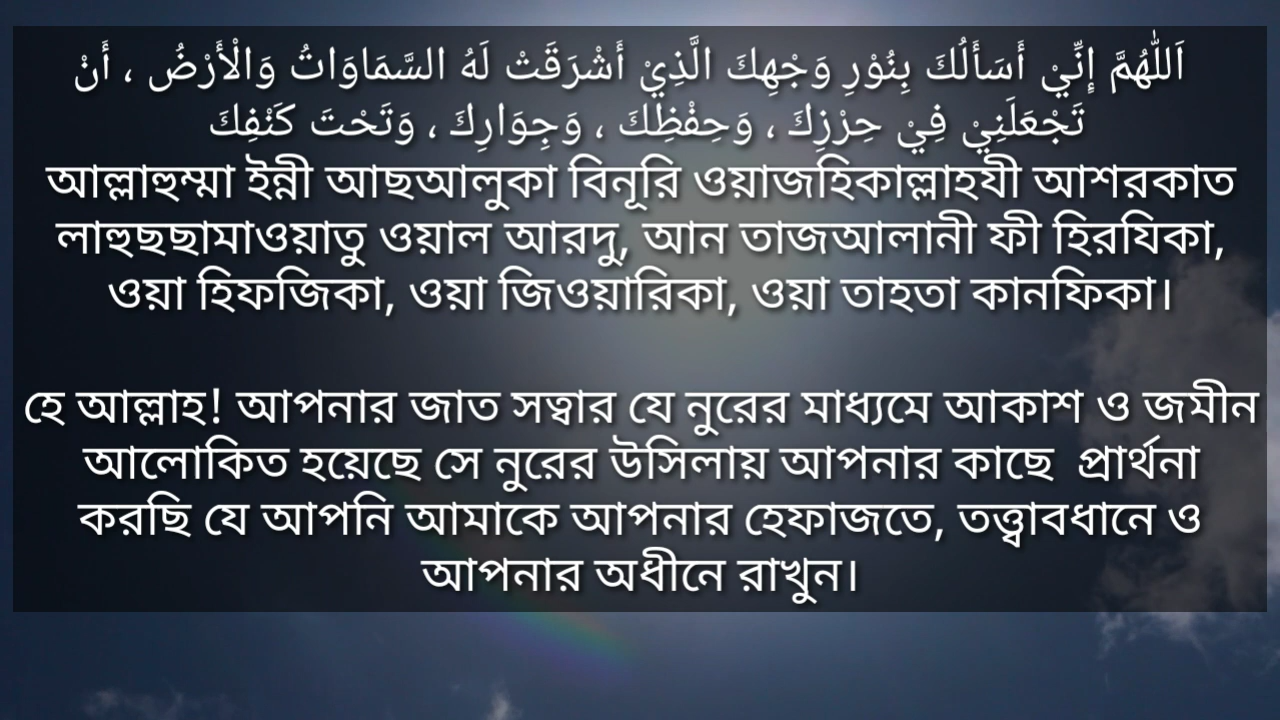 اَللّٰهُمَّ إِنِّيْ أَسَأَلُكَ بِنُوْرِ وَجْهِكَ الَّذِيْ أَشْرَقَتْ لَهُ السَّمَاوَاتُ وَالْأَرْضُ ، أَنْ
تَجْعَلَنِيْ فِيْ حِرْزِكَ ، وَحِفْظِكَ ، وَجِوَارِكَ ، وَتَحْتَ كَنْفِكَ
আল্লাহুম্মা ইন্নী আছআলুকা বিনূরি ওয়াজহিকাল্লাহযী আশরকাত
লাহুছছামাওয়াতু ওয়াল আরদু, আন তাজআলানী ফী হিরযিকা,
ওয়া হিফজিকা, ওয়া জিওয়ারিকা, ওয়া তাহতা কানফিকা।
হে আল্লাহ! আপনার জাত সত্বার যে নুরের মাধ্যমে আকাশ ও জমীন
আলোকিত হয়েছে সে নুরের উসিলায় আপনার কাছে  প্রার্থনা
করছি যে আপনি আমাকে আপনার হেফাজতে, তত্ত্বাবধানে ও
আপনার অধীনে রাখুন।